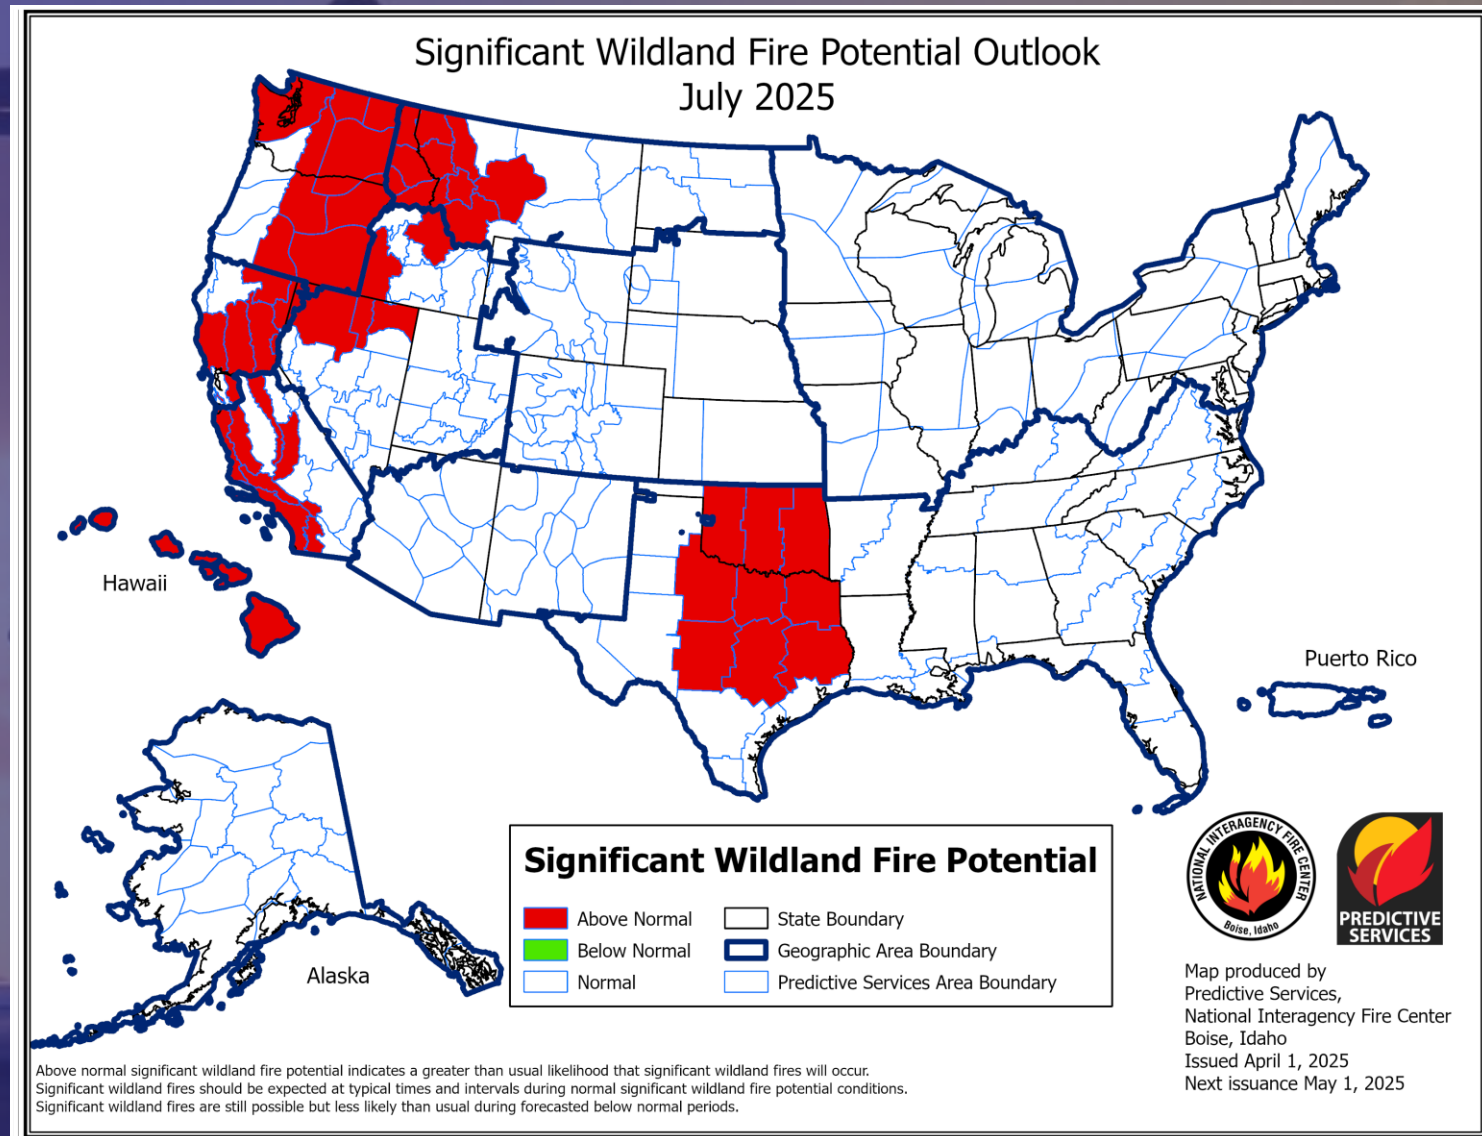 Significant Wildland Fire Potential Outlook
July 2025
Hawaii
Puerto Rico
Alaska
Significant Wildland Fire Potential
Above Normal
Below Normal
Normal
State Boundary
Geographic Area Boundary
Predictive Services Area Boundary
NATIONAL INTERAGENCY FIRE CENTER
Boise, Idaho
PREDICTIVE
SERVICES
Map produced by
Predictive Services,
National Interagency Fire Center
Boise, Idaho
Issued April 1, 2025
Next issuance May 1, 2025
Above normal significant wildland fire potential indicates a greater than usual likelihood that significant wildland fires will occur.
Significant wildland fires should be expected at typical times and intervals during normal significant wildland fire potential conditions.
Significant wildland fires are still possible but less likely than usual during forecasted below normal periods.